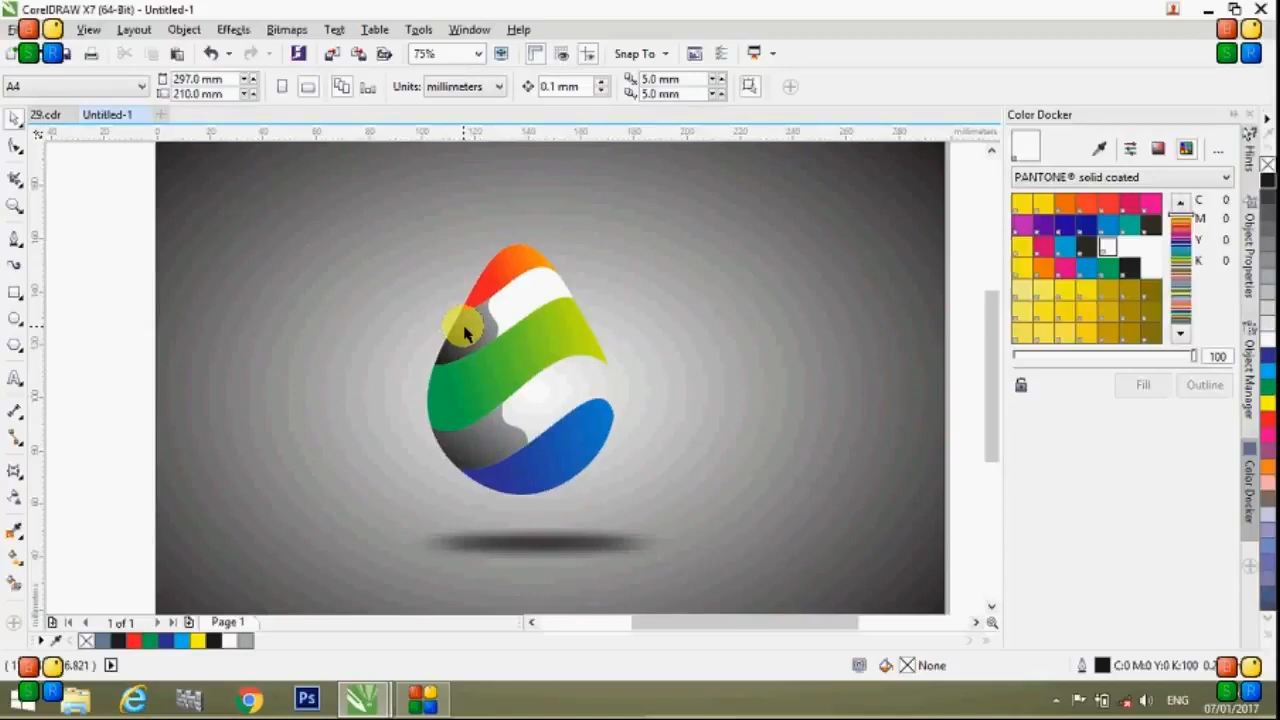 CorelDRAW X7 (64-Bit) - Untitled-1
View Layout Object Effects Bitmaps Text Table Tools Window Help
75% Snap To
A4 297.0 mm 210.0 mm Units: millimeters 0.1 mm 5.0 mm 5.0 mm
29.cdr Untitled-1
Color Docker
millimeters
PANTONE® solid coated
C 0
M 0
Y 0
K 0
100
Fill Outline
Hints
Object Properties
Object Manager
Color Docker
1 of 1 Page 1
6.821) None C:0 M:0 Y:0 K:100
Ps ENG
07/01/2017
B
S R
B
S R
B
S R
B
S R